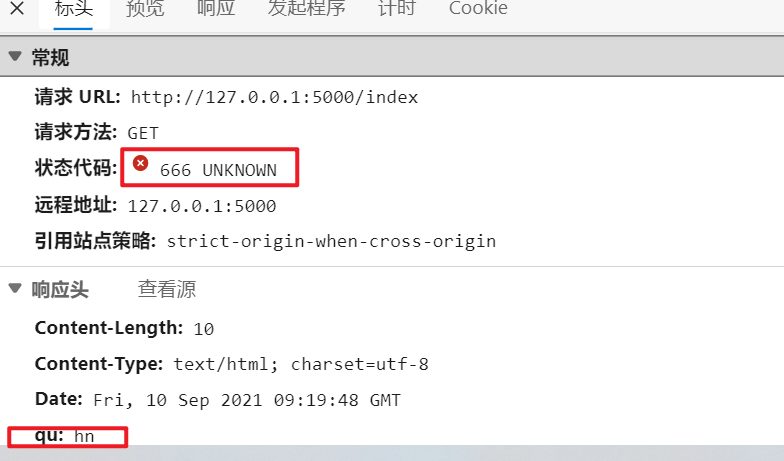 标头 预览 响应 发起程序 计时 Cookie
常规
请求 URL: http://127.0.0.1:5000/index
请求方法: GET
状态代码: 666 UNKNOWN
远程地址: 127.0.0.1:5000
引用站点策略: strict-origin-when-cross-origin
响应头 查看源
Content-Length: 10
Content-Type: text/html; charset=utf-8
Date: Fri, 10 Sep 2021 09:19:48 GMT
qu: hn